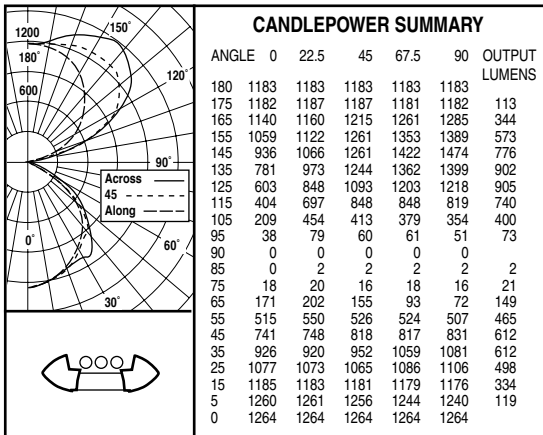 1200
150°
180°
120°
600
90°
Across
45
Along
60°
0°
30°
CANDLEPOWER SUMMARY
ANGLE 0 22.5 45 67.5 90 OUTPUT
LUMENS
180 1183 1183 1183 1183 1183
175 1182 1187 1187 1181 1182 113
165 1140 1160 1215 1261 1285 344
155 1059 1122 1261 1353 1389 573
145 936 1066 1261 1422 1474 776
135 781 973 1244 1362 1399 902
125 603 848 1093 1203 1218 905
115 404 697 848 848 819 740
105 209 454 413 379 354 400
95 38 79 60 61 51 73
90 0 0 0 0 0
85 0 2 2 2 2 2
75 18 20 16 18 16 21
65 171 202 155 93 72 149
55 515 550 526 524 507 465
45 741 748 818 817 831 612
35 926 920 952 1059 1081 612
25 1077 1073 1065 1086 1106 498
15 1185 1183 1181 1179 1176 334
5 1260 1261 1256 1244 1240 119
0 1264 1264 1264 1264 1264